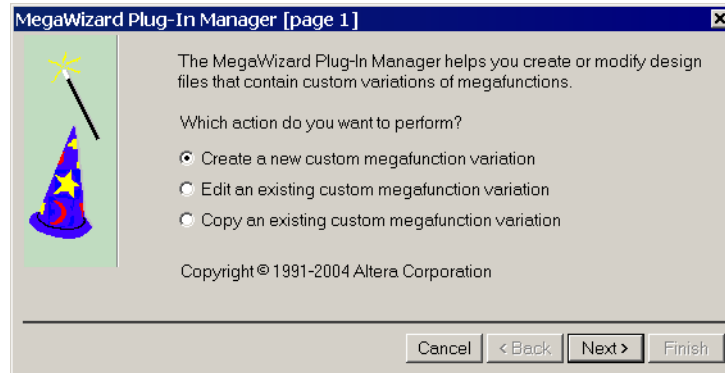 MegaWizard Plug-In Manager [page 1]
The MegaWizard Plug-In Manager helps you create or modify design
files that contain custom variations of megafunctions.
Which action do you want to perform?
Create a new custom megafunction variation
Edit an existing custom megafunction variation
Copy an existing custom megafunction variation
Copyright © 1991-2004 Altera Corporation
Cancel < Back Next > Finish